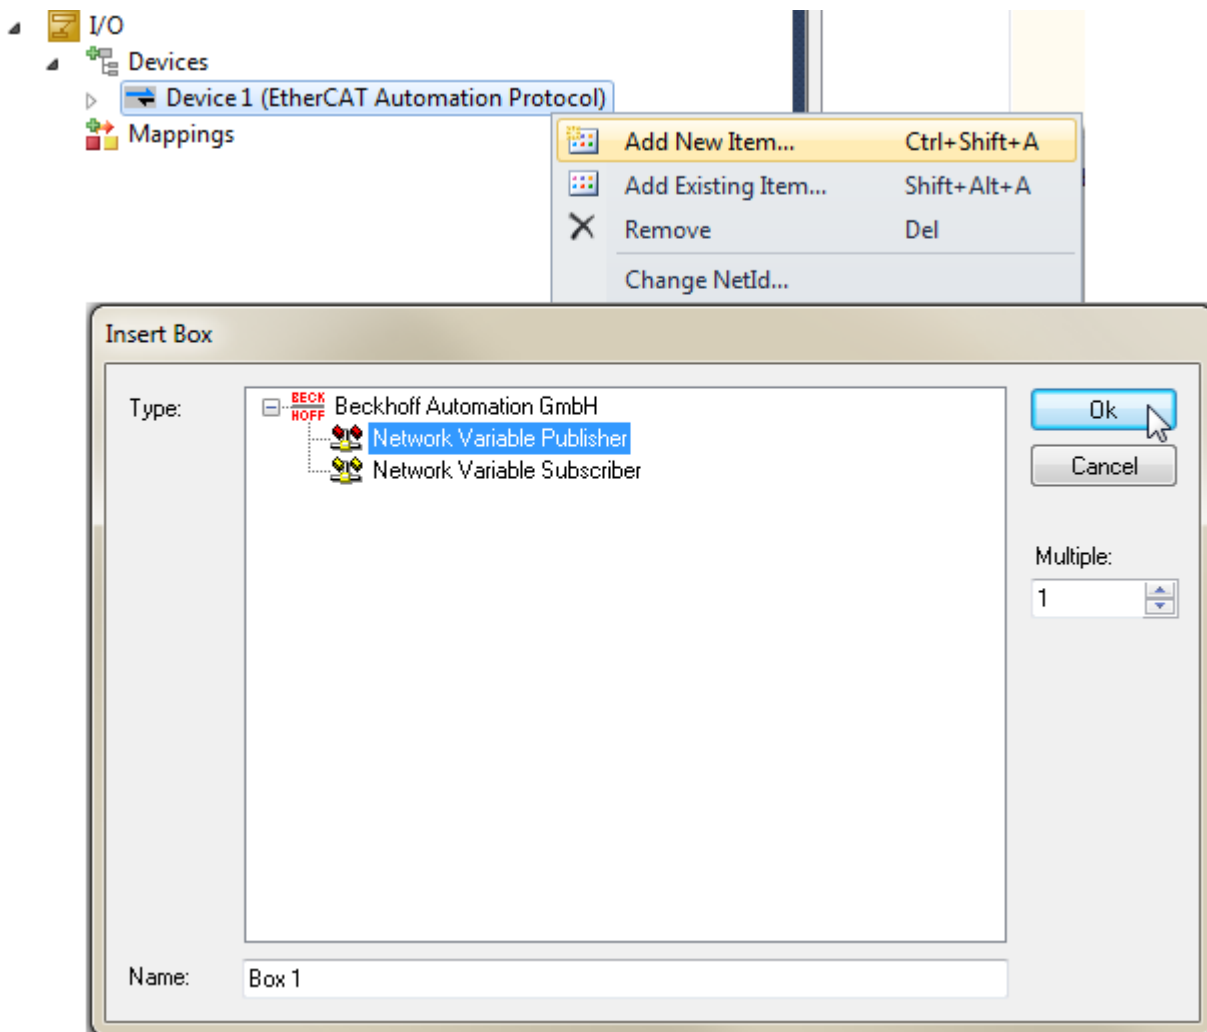 I/O
Devices
Device 1 (EtherCAT Automation Protocol)
Mappings
Add New Item... Ctrl+Shift+A
Add Existing Item... Shift+Alt+A
Remove Del
Change NetId...
Insert Box
Type:
BECK
HOFF
Beckhoff Automation GmbH
Network Variable Publisher
Network Variable Subscriber
Ok
Cancel
Multiple:
1
Name:
Box 1